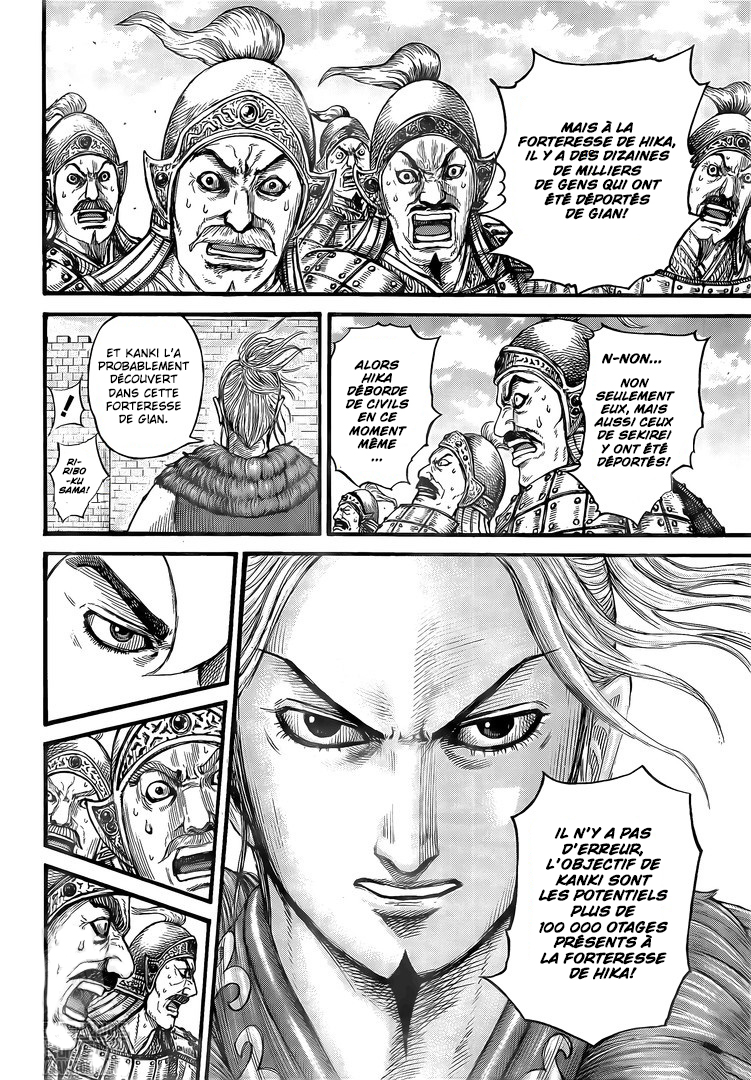 MAIS À LA
FORTERESSE DE HIKA,
IL Y A DES DIZAINES
DE MILLIERS
DE GENS QUI ONT
ÉTÉ DÉPORTÉS
DE GIAN!
N-NON...
NON
SEULEMENT
EUX, MAIS
AUSSI CEUX
DE SEKIREI
Y ONT ÉTÉ
DÉPORTÉS!
ALORS
HIKA
DÉBORDE
DE CIVILS
EN CE
MOMENT
MÊME
...
ET KANKI L'A
PROBABLEMENT
DÉCOUVERT
DANS CETTE
FORTERESSE
DE GIAN.
!
RI-
RIBO
-KU
SAMA!
IL N'Y A PAS
D'ERREUR,
L'OBJECTIF DE
KANKI SONT
LES POTENTIELS
PLUS DE
100 000 OTAGES
PRÉSENTS À
LA FORTERESSE
DE HIKA!